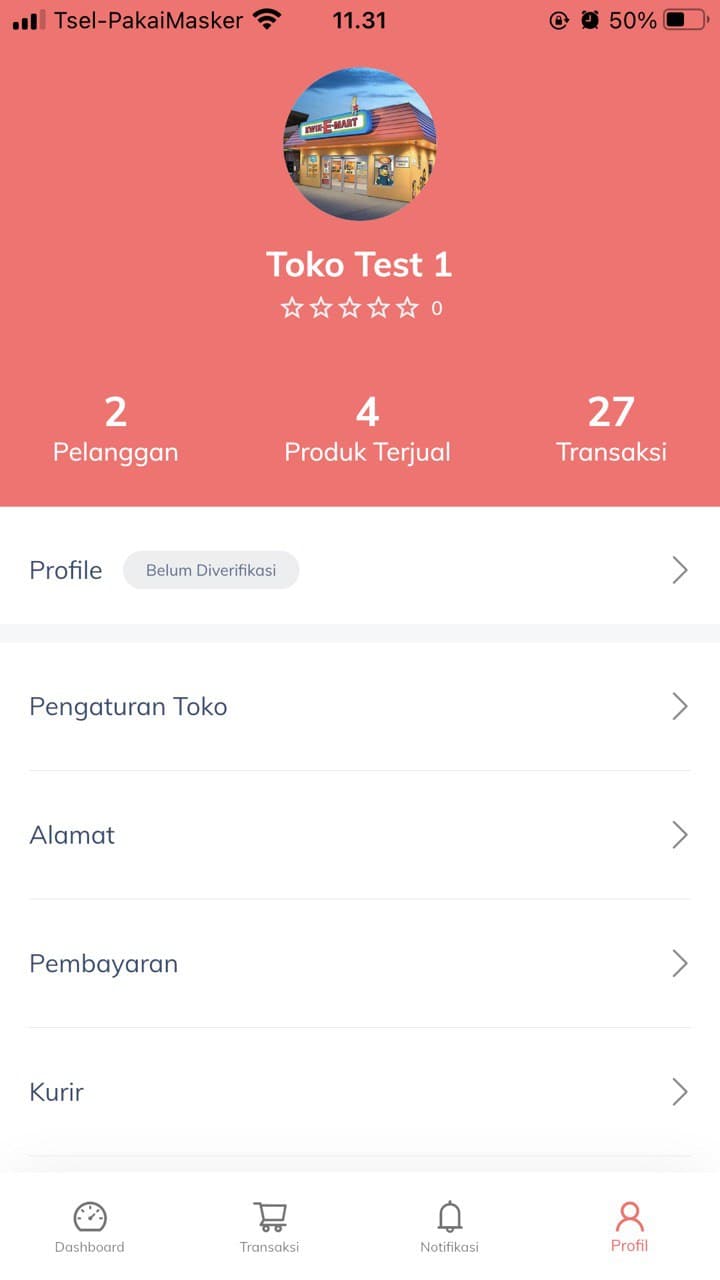 Tsel-PakaiMasker 11.31 50%
KWIK-E-MART
Toko Test 1
0
2 4 27
Pelanggan Produk Terjual Transaksi
Profile Belum Diverifikasi
Pengaturan Toko
Alamat
Pembayaran
Kurir
Dashboard Transaksi Notifikasi Profil